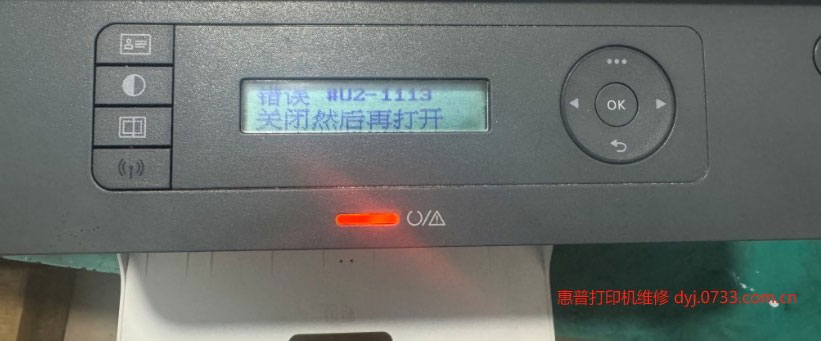 错误 #U2-1113
关闭然后再打开
OK
惠普打印机维修 dyj.0733.com.cn